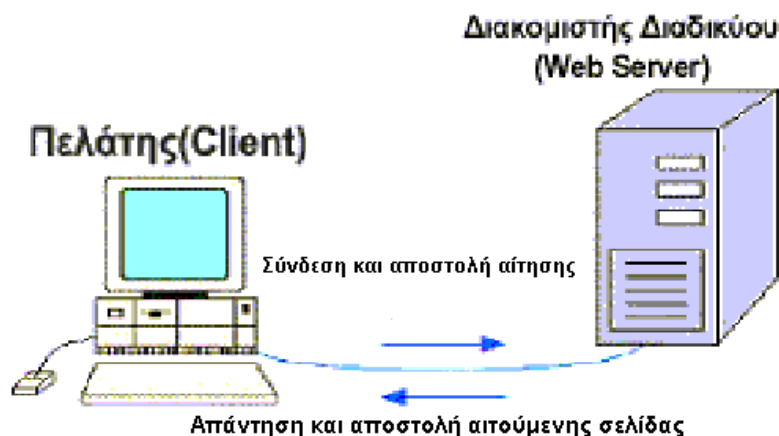 Διακομιστής Διαδικύου
(Web Server)
Πελάτης(Client)
Σύνδεση και αποστολή αίτησης
Απάντηση και αποστολή αιτούμενης σελίδας